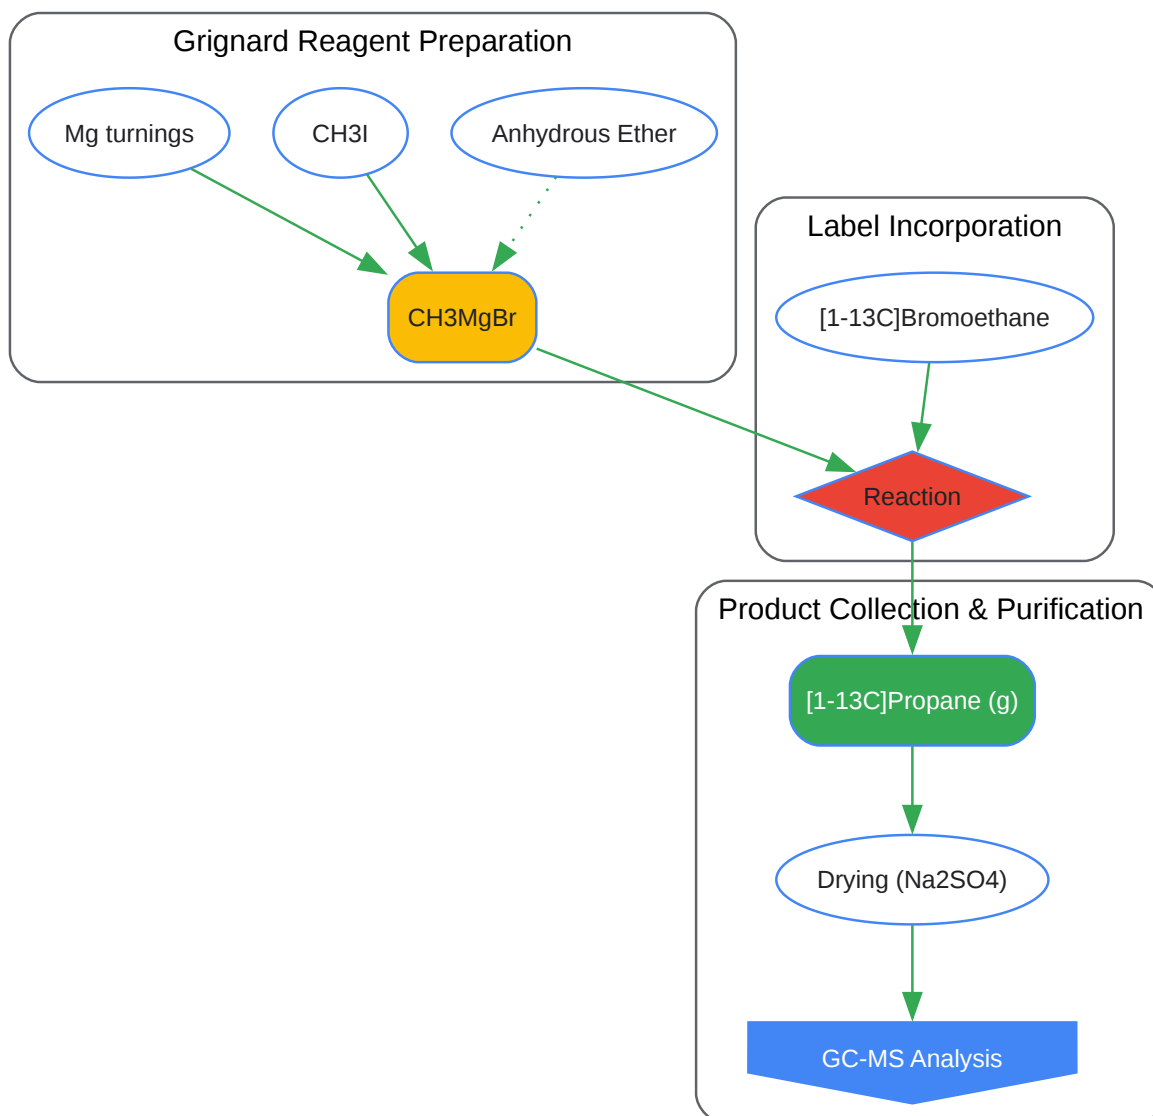 Grignard Reagent Preparation
Mg turnings
CH3I
Anhydrous Ether
CH3MgBr
Label Incorporation
[1-13C]Bromoethane
Reaction
Product Collection & Purification
[1-13C]Propane (g)
Drying (Na2SO4)
GC-MS Analysis